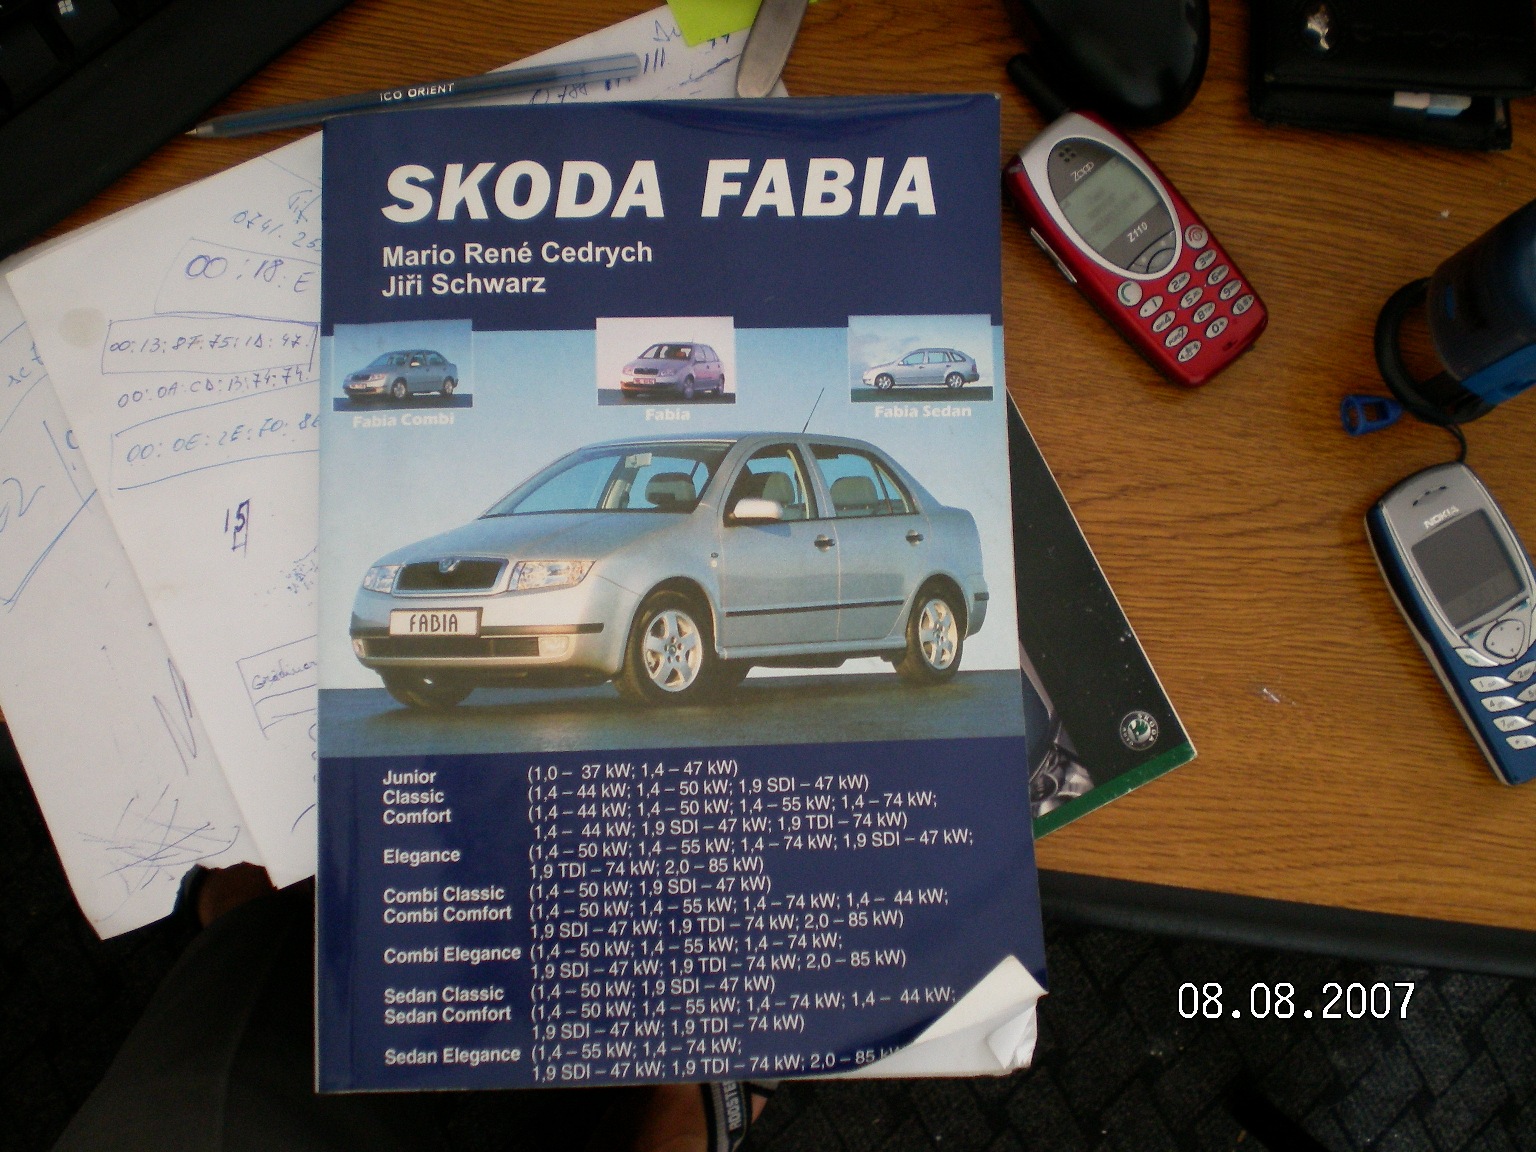 ICO ORIENT
0741. 25
00:18:E
00:13:8F:75:1D:47.
00:0A:CD:13:74:74.
00:0E:2E:70:8E
15
SKODA FABIA
Mario René Cedrych
Jiři Schwarz
Fabia Combi
Fabia
Fabia Sedan
FABIA
Junior (1,0 – 37 kW; 1,4 – 47 kW)
Classic (1,4 – 44 kW; 1,4 – 50 kW; 1,9 SDI – 47 kW)
Comfort (1,4 – 44 kW; 1,4 – 50 kW; 1,4 – 55 kW; 1,4 – 74 kW;
1,4 – 44 kW; 1,9 SDI – 47 kW; 1,9 TDI – 74 kW)
Elegance (1,4 – 50 kW; 1,4 – 55 kW; 1,4 – 74 kW; 1,9 SDI – 47 kW;
1,9 TDI – 74 kW; 2,0 – 85 kW)
Combi Classic (1,4 – 50 kW; 1,9 SDI – 47 kW)
Combi Comfort (1,4 – 50 kW; 1,4 – 55 kW; 1,4 – 74 kW; 1,4 – 44 kW;
1,9 SDI – 47 kW; 1,9 TDI – 74 kW; 2,0 – 85 kW)
Combi Elegance (1,4 – 50 kW; 1,4 – 55 kW; 1,4 – 74 kW;
1,9 SDI – 47 kW; 1,9 TDI – 74 kW; 2,0 – 85 kW)
Sedan Classic (1,4 – 50 kW; 1,9 SDI – 47 kW)
Sedan Comfort (1,4 – 50 kW; 1,4 – 55 kW; 1,4 – 74 kW; 1,4 – 44 kW;
1,9 SDI – 47 kW; 1,9 TDI – 74 kW)
Sedan Elegance (1,4 – 55 kW; 1,4 – 74 kW;
1,9 SDI – 47 kW; 1,9 TDI – 74 kW; 2,0 – 85 kW
Zapp
Z110
NOKIA
SKODA
08.08.2007